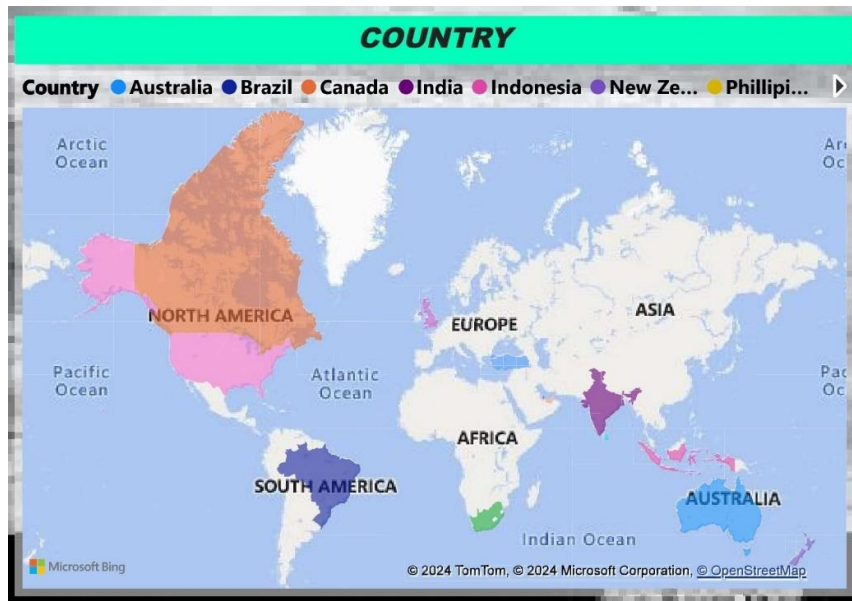 COUNTRY
Country Australia Brazil Canada India Indonesia New Ze... Phillipi...
Arctic
Ocean
Arc
Oc
NORTH AMERICA
EUROPE
ASIA
Pacific
Ocean
Atlantic
Ocean
Pac
Oc
AFRICA
SOUTH AMERICA
AUSTRALIA
Indian Ocean
Microsoft Bing
© 2024 TomTom, © 2024 Microsoft Corporation, © OpenStreetMap